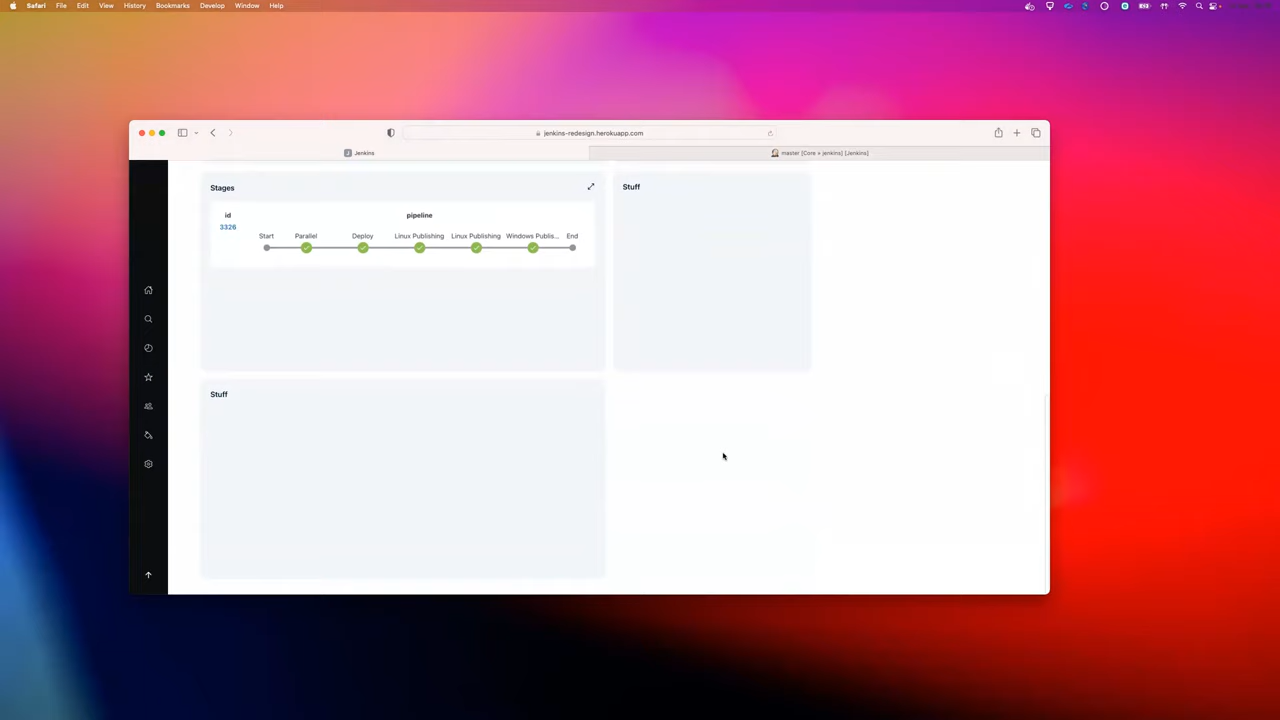 Safari File Edit View History Bookmarks Develop Window Help
jenkins-redesign.herokuapp.com
Jenkins
master [Core » jenkins] [Jenkins]
Stages
Stuff
id
pipeline
3326
Start Parallel Deploy Linux Publishing Linux Publishing Windows Publis... End
Stuff